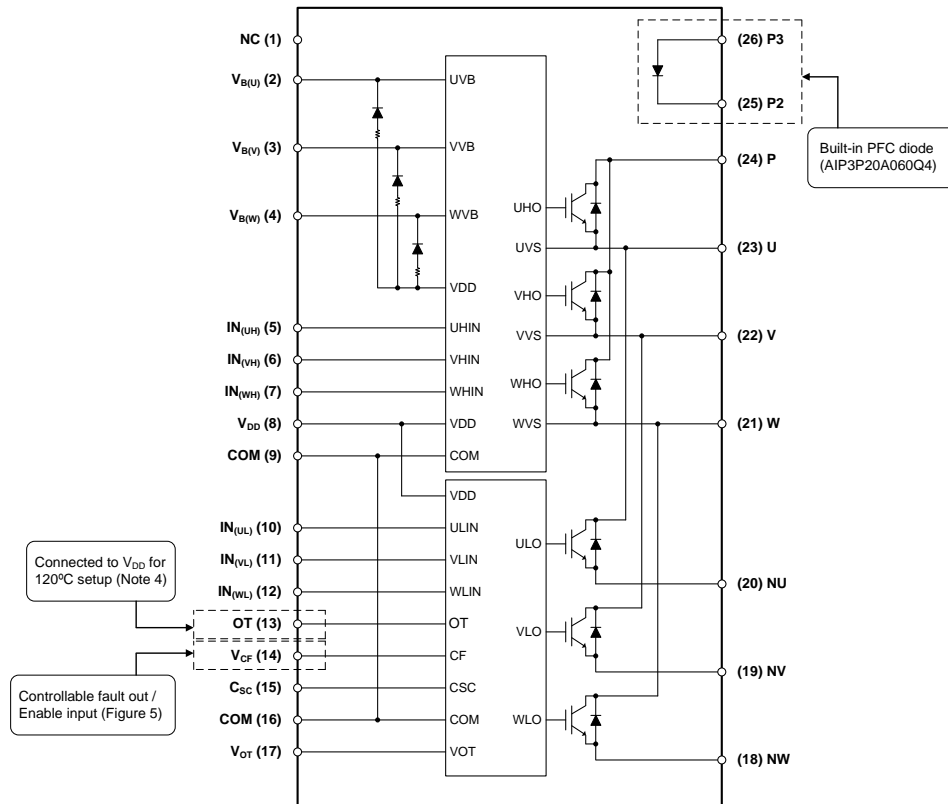 NC (1)
VB(U) (2)
VB(V) (3)
VB(W) (4)
IN(UH) (5)
IN(VH) (6)
IN(WH) (7)
VDD (8)
COM (9)
IN(UL) (10)
IN(VL) (11)
IN(WL) (12)
OT (13)
VCF (14)
CSC (15)
COM (16)
VOT (17)
Connected to VDD for
120ºC setup (Note 4)
Controllable fault out /
Enable input (Figure 5)
UVB
VVB
WVB
VDD
UHIN
VHIN
WHIN
VDD
COM
UHO
UVS
VHO
VVS
WHO
WVS
VDD
ULIN
VLIN
WLIN
OT
CF
CSC
COM
VOT
ULO
VLO
WLO
(26) P3
(25) P2
(24) P
(23) U
(22) V
(21) W
(20) NU
(19) NV
(18) NW
Built-in PFC diode
(AIP3P20A060Q4)